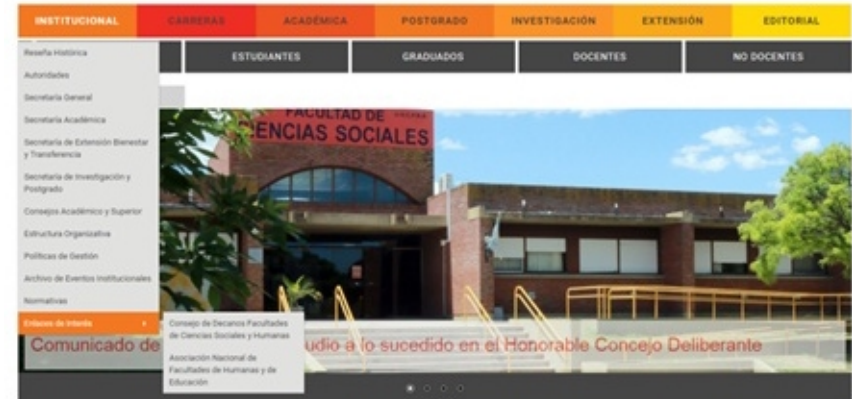 INSTITUCIONAL CARRERAS ACADÉMICA POSTGRADO INVESTIGACIÓN EXTENSIÓN EDITORIAL
ESTUDIANTES GRADUADOS DOCENTES NO DOCENTES
Reseña Histórica
Autoridades
Secretaría General
Secretaría Académica
Secretaría de Extensión Bienestar
y Transferencia
Secretaría de Investigación y
Postgrado
Consejos Académico y Superior
Estructura Organizativa
Políticas de Gestión
Archivo de Eventos Institucionales
Normativas
Enlaces de Interés
Consejo de Decanos Facultades
de Ciencias Sociales y Humanas
Asociación Nacional de
Facultades de Humanas y de
Educación
FACULTAD DE
CIENCIAS SOCIALES
Comunicado de udio a lo sucedido en el Honorable Concejo Deliberante